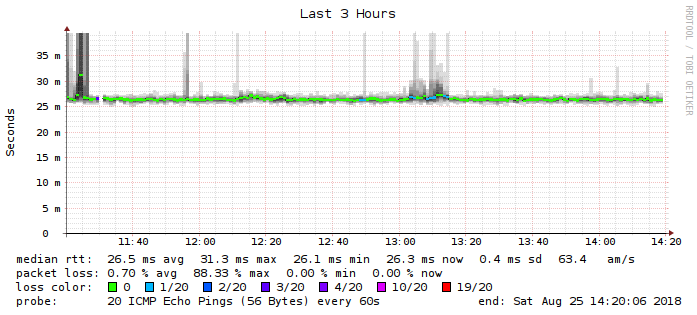 Last 3 Hours
RRDTOOL / TOBI OETIKER
Seconds
35 m
30 m
25 m
20 m
15 m
10 m
5 m
0
11:40 12:00 12:20 12:40 13:00 13:20 13:40 14:00 14:20
median rtt: 26.5 ms avg 31.3 ms max 26.1 ms min 26.3 ms now 0.4 ms sd 63.4 am/s
packet loss: 0.70 % avg 88.33 % max 0.00 % min 0.00 % now
loss color: 0 1/20 2/20 3/20 4/20 10/20 19/20
probe: 20 ICMP Echo Pings (56 Bytes) every 60s end: Sat Aug 25 14:20:06 2018